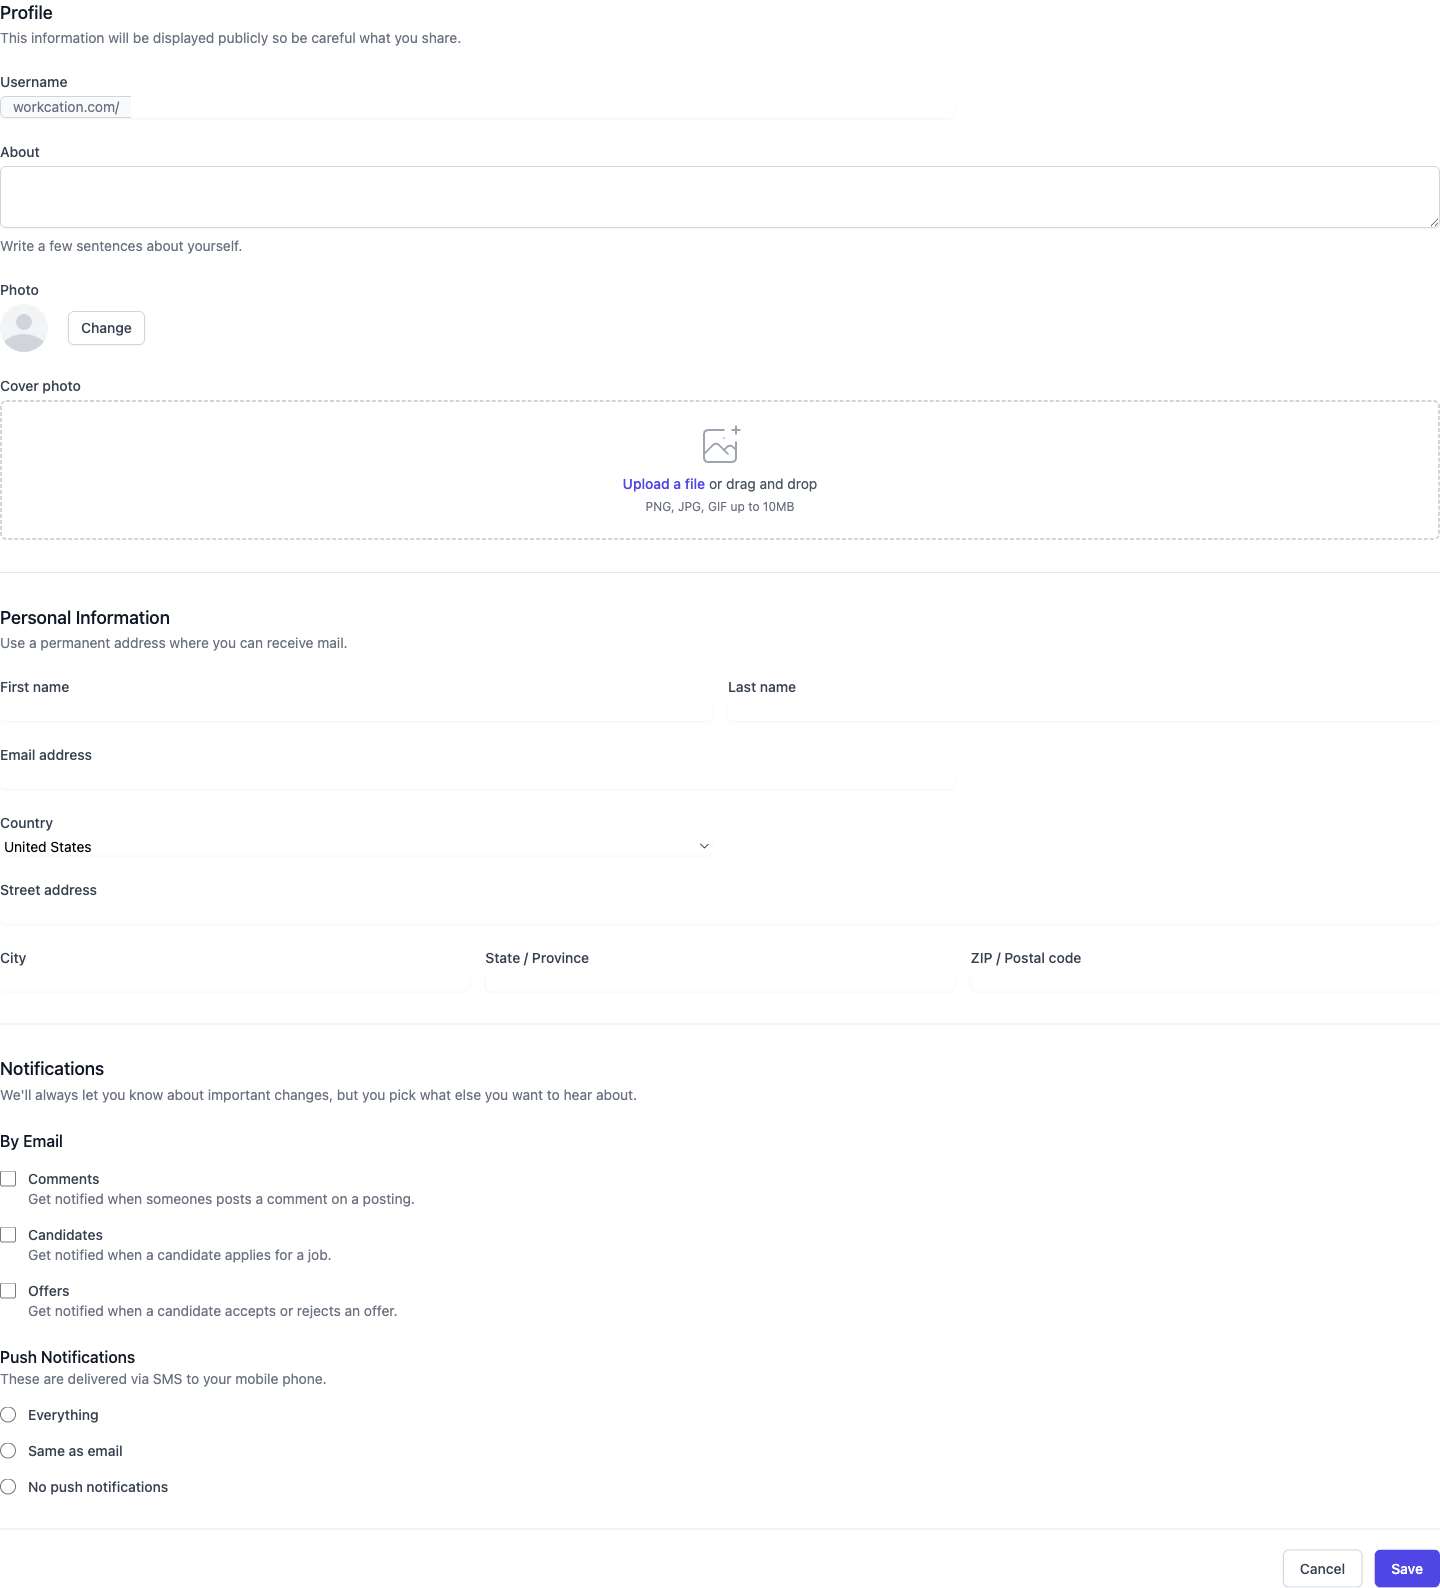 Profile
This information will be displayed publicly so be careful what you share.
Username
workcation.com/
About
Write a few sentences about yourself.
Photo
Change
Cover photo
Upload a file or drag and drop
PNG, JPG, GIF up to 10MB
Personal Information
Use a permanent address where you can receive mail.
First name
Last name
Email address
Country
United States
Street address
City
State / Province
ZIP / Postal code
Notifications
We'll always let you know about important changes, but you pick what else you want to hear about.
By Email
Comments
Get notified when someones posts a comment on a posting.
Candidates
Get notified when a candidate applies for a job.
Offers
Get notified when a candidate accepts or rejects an offer.
Push Notifications
These are delivered via SMS to your mobile phone.
Everything
Same as email
No push notifications
Cancel
Save